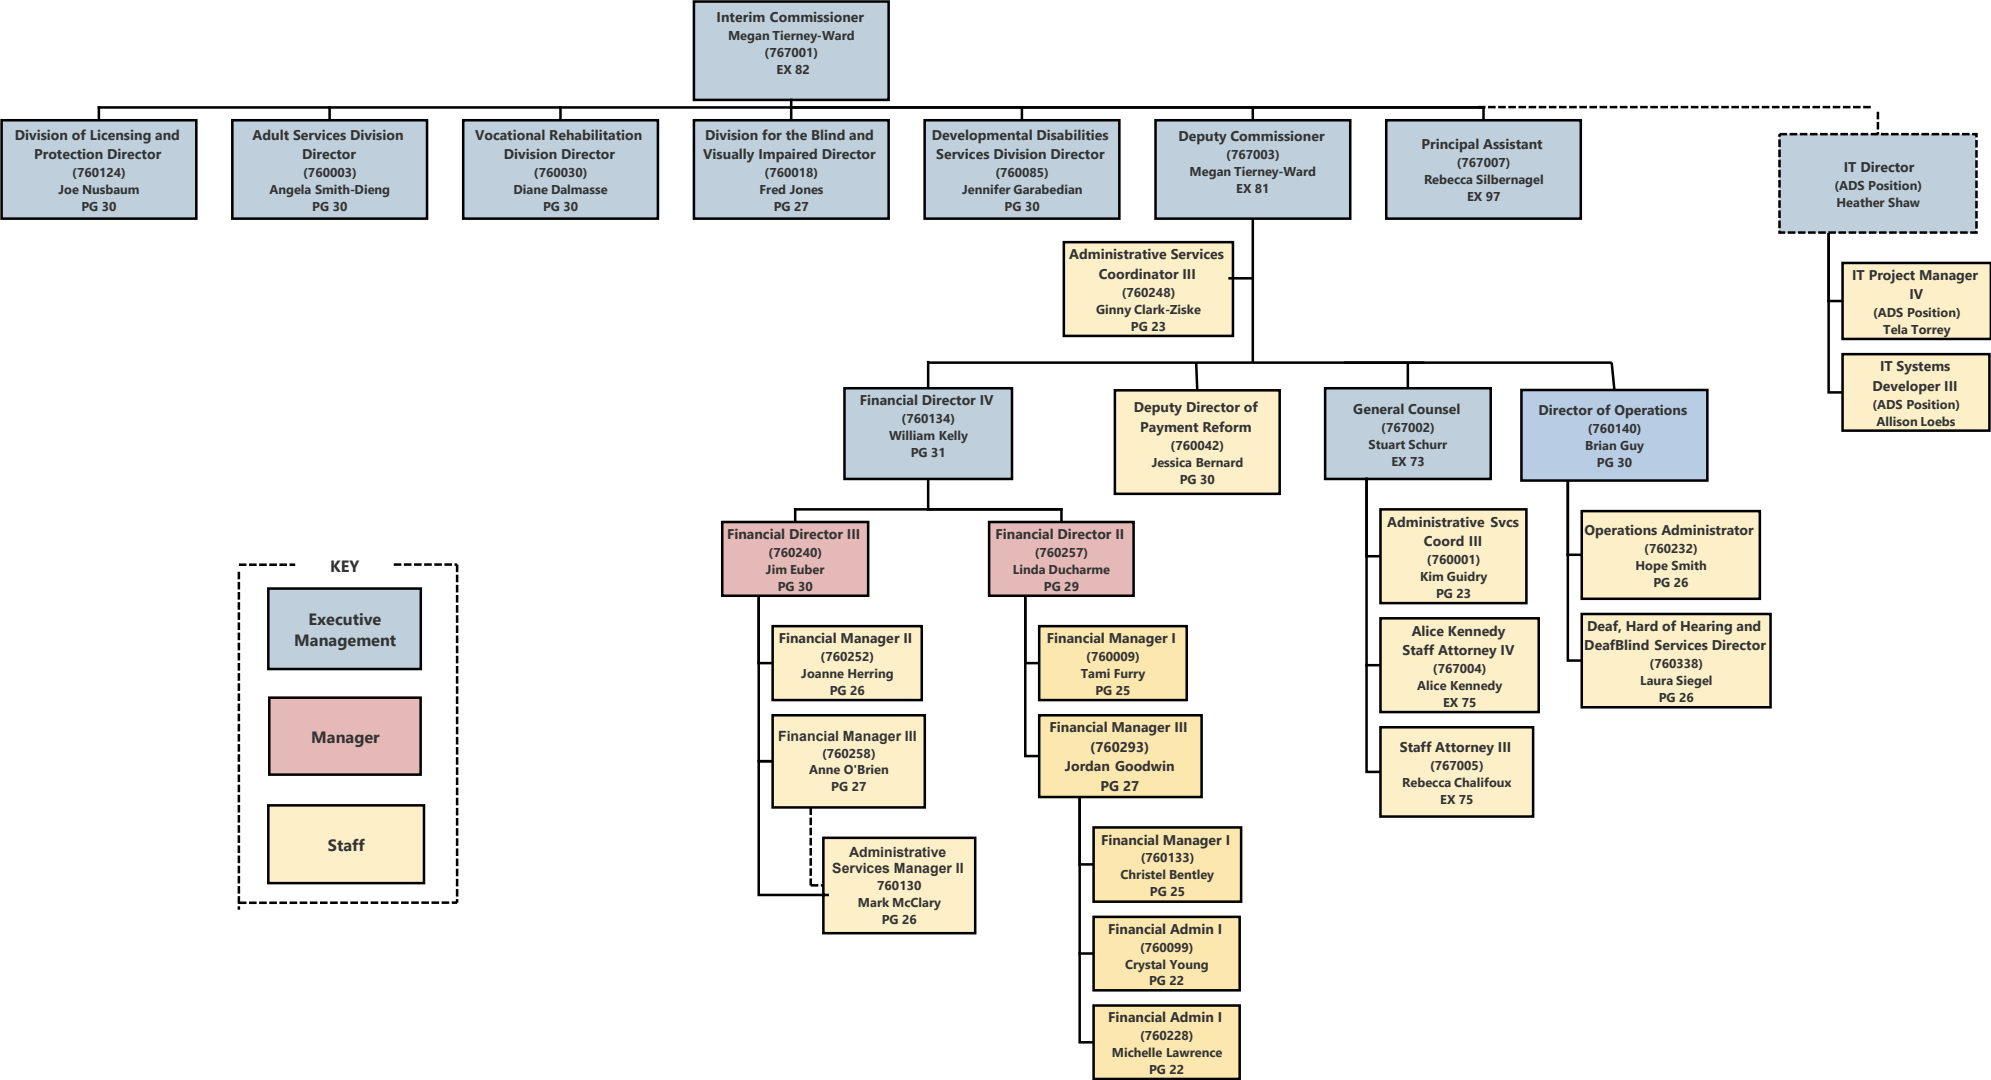 Interim Commissioner
Megan Tierney-Ward
(767001)
EX 82
Division of Licensing and
Protection Director
(760124)
Joe Nusbaum
PG 30
Adult Services Division
Director
(760003)
Angela Smith-Dieng
PG 30
Vocational Rehabilitation
Division Director
(760030)
Diane Dalmasse
PG 30
Division for the Blind and
Visually Impaired Director
(760018)
Fred Jones
PG 27
Developmental Disabilities
Services Division Director
(760085)
Jennifer Garabedian
PG 30
Deputy Commissioner
(767003)
Megan Tierney-Ward
EX 81
Principal Assistant
(767007)
Rebecca Silbernagel
EX 97
IT Director
(ADS Position)
Heather Shaw
Administrative Services
Coordinator III
(760248)
Ginny Clark-Ziske
PG 23
IT Project Manager
IV
(ADS Position)
Tela Torrey
IT Systems
Developer III
(ADS Position)
Allison Loebs
Financial Director IV
(760134)
William Kelly
PG 31
Deputy Director of
Payment Reform
(760042)
Jessica Bernard
PG 30
General Counsel
(767002)
Stuart Schurr
EX 73
Director of Operations
(760140)
Brian Guy
PG 30
Financial Director III
(760240)
Jim Euber
PG 30
Financial Director II
(760257)
Linda Ducharme
PG 29
Administrative Svcs
Coord III
(760001)
Kim Guidry
PG 23
Operations Administrator
(760232)
Hope Smith
PG 26
KEY
Executive
Management
Manager
Staff
Financial Manager II
(760252)
Joanne Herring
PG 26
Financial Manager I
(760009)
Tami Furry
PG 25
Alice Kennedy
Staff Attorney IV
(767004)
Alice Kennedy
EX 75
Deaf, Hard of Hearing and
DeafBlind Services Director
(760338)
Laura Siegel
PG 26
Financial Manager III
(760258)
Anne O'Brien
PG 27
Financial Manager III
(760293)
Jordan Goodwin
PG 27
Staff Attorney III
(767005)
Rebecca Chalifoux
EX 75
Administrative
Services Manager II
760130
Mark McClary
PG 26
Financial Manager I
(760133)
Christel Bentley
PG 25
Financial Admin I
(760099)
Crystal Young
PG 22
Financial Admin I
(760228)
Michelle Lawrence
PG 22